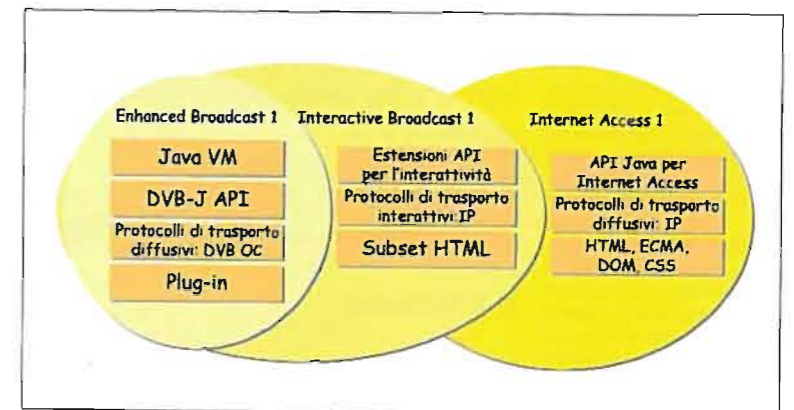 Enhanced Broadcast 1
Java VM
DVB-J API
Protocolli di trasporto
diffusivi: DVB OC
Plug-in
Interactive Broadcast 1
Estensioni API
per l'interattività
Protocolli di trasporto
interattivi IP
Subset HTML
Internet Access 1
API Java per
Internet Access
Protocolli di trasporto
diffusivi: IP
HTML, ECMA,
DOM, CSS